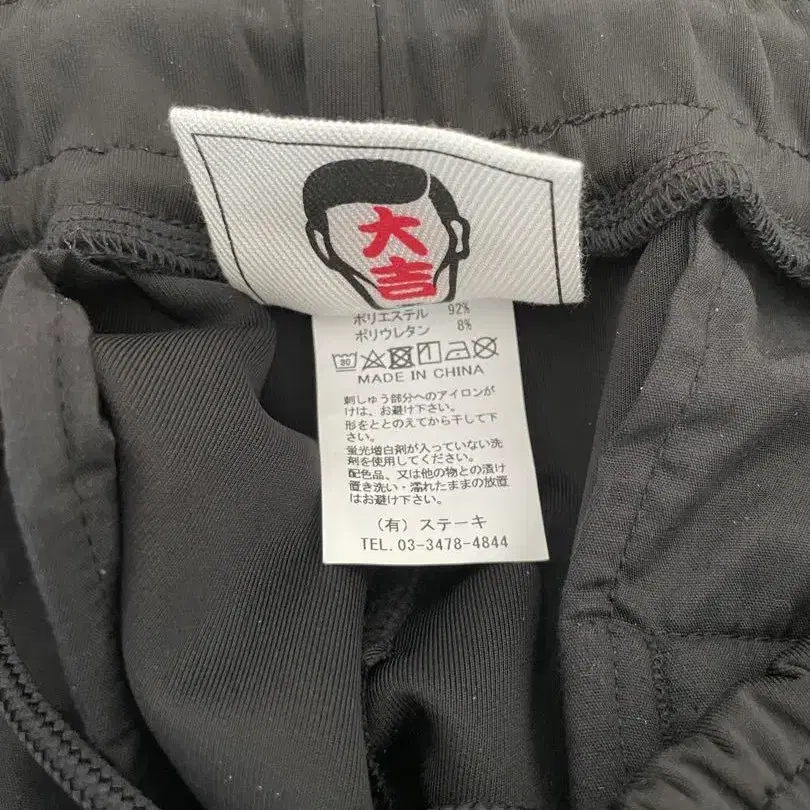 大吉
ポリエステル 92%
ポリウレタン 8%
30
MADE IN CHINA
刺しゅう部分へのアイロンが
けは、お避け下さい。
形をととのえてから干して下
さい。
蛍光増白剤が入っていない洗
剤を使用してください。
配色品、又は他の物との漬け
置き洗い・濡れたままの放置
はお避け下さい。
(有)ステーキ
TEL. 03-3478-4844